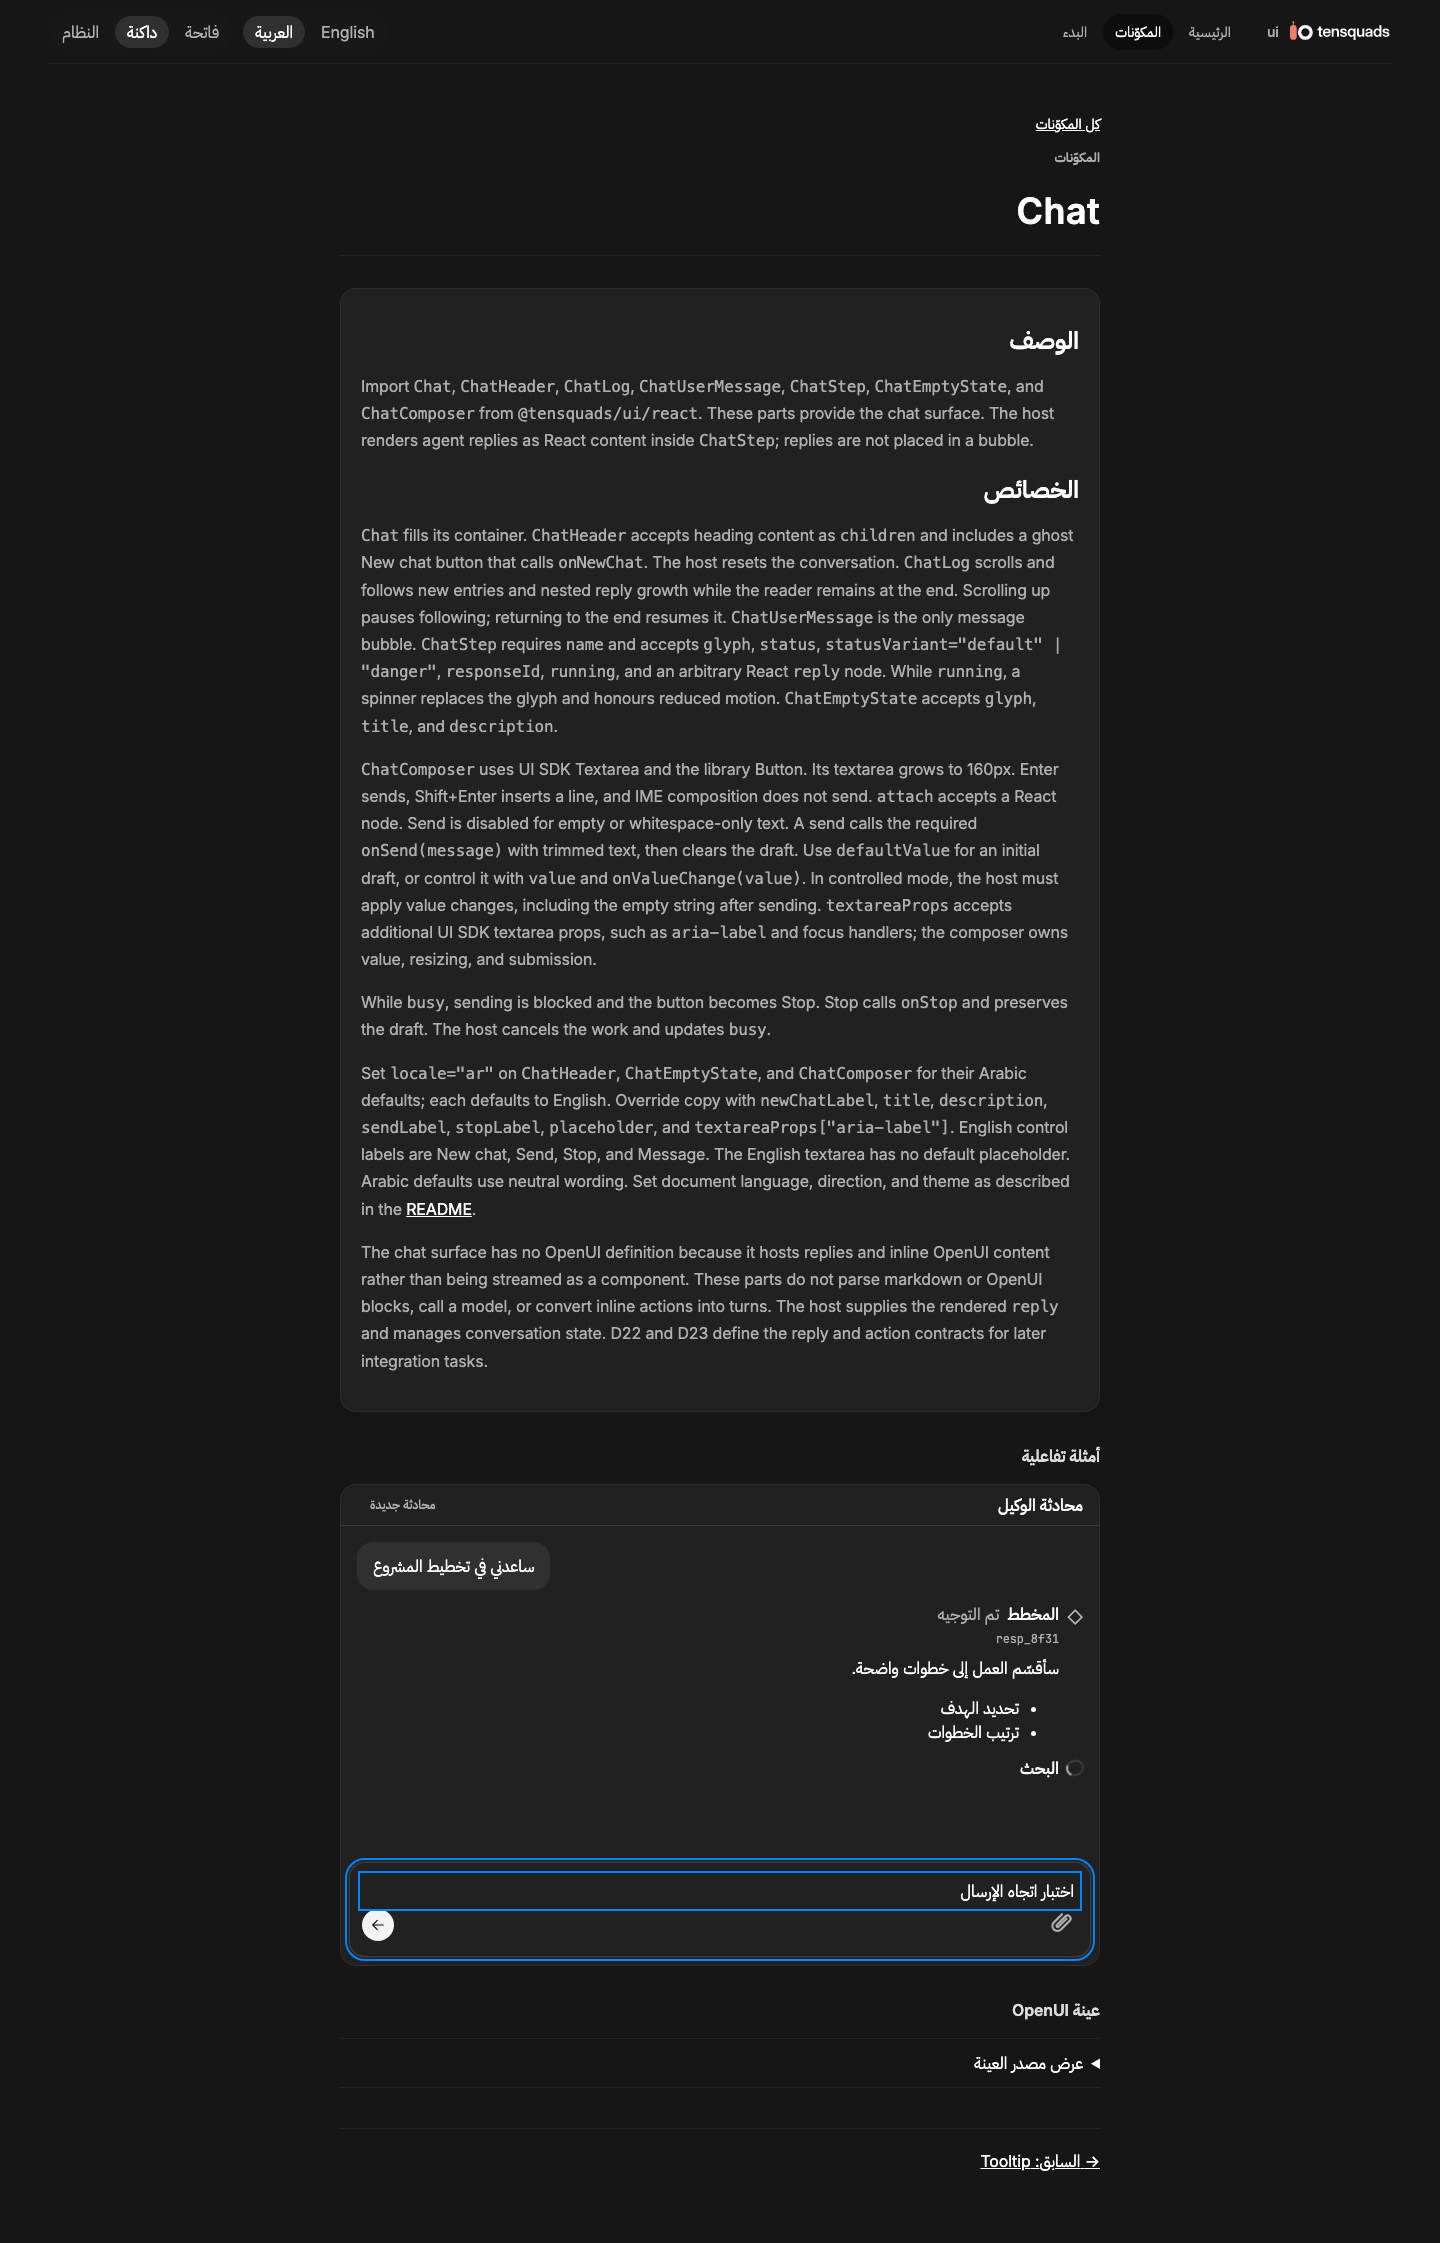 tensquads ui
الرئيسية
المكوّنات
البدء
English
العربية
فاتحة
داكنة
النظام
كل المكوّنات
المكوّنات
Chat
الوصف
Import Chat, ChatHeader, ChatLog, ChatUserMessage, ChatStep, ChatEmptyState, and
ChatComposer from @tensquads/ui/react. These parts provide the chat surface. The host
renders agent replies as React content inside ChatStep; replies are not placed in a bubble.
الخصائص
Chat fills its container. ChatHeader accepts heading content as children and includes a ghost
New chat button that calls onNewChat. The host resets the conversation. ChatLog scrolls and
follows new entries and nested reply growth while the reader remains at the end. Scrolling up
pauses following; returning to the end resumes it. ChatUserMessage is the only message
bubble. ChatStep requires name and accepts glyph, status, statusVariant="default" |
"danger", responseId, running, and an arbitrary React reply node. While running, a
spinner replaces the glyph and honours reduced motion. ChatEmptyState accepts glyph,
title, and description.
ChatComposer uses UI SDK Textarea and the library Button. Its textarea grows to 160px. Enter
sends, Shift+Enter inserts a line, and IME composition does not send. attach accepts a React
node. Send is disabled for empty or whitespace-only text. A send calls the required
onSend(message) with trimmed text, then clears the draft. Use defaultValue for an initial
draft, or control it with value and onValueChange(value). In controlled mode, the host must
apply value changes, including the empty string after sending. textareaProps accepts
additional UI SDK textarea props, such as aria-label and focus handlers; the composer owns
value, resizing, and submission.
While busy, sending is blocked and the button becomes Stop. Stop calls onStop and preserves
the draft. The host cancels the work and updates busy.
Set locale="ar" on ChatHeader, ChatEmptyState, and ChatComposer for their Arabic
defaults; each defaults to English. Override copy with newChatLabel, title, description,
sendLabel, stopLabel, placeholder, and textareaProps["aria-label"]. English control
labels are New chat, Send, Stop, and Message. The English textarea has no default placeholder.
Arabic defaults use neutral wording. Set document language, direction, and theme as described
in the README.
The chat surface has no OpenUI definition because it hosts replies and inline OpenUI content
rather than being streamed as a component. These parts do not parse markdown or OpenUI
blocks, call a model, or convert inline actions into turns. The host supplies the rendered reply
and manages conversation state. D22 and D23 define the reply and action contracts for later
integration tasks.
أمثلة تفاعلية
محادثة الوكيل
محادثة جديدة
ساعدني في تخطيط المشروع
المخطط تم التوجيه
resp_8f31
سأقسّم العمل إلى خطوات واضحة.
• تحديد الهدف
• ترتيب الخطوات
البحث
اختبار اتجاه الإرسال
عينة OpenUI
عرض مصدر العينة
→ السابق: Tooltip